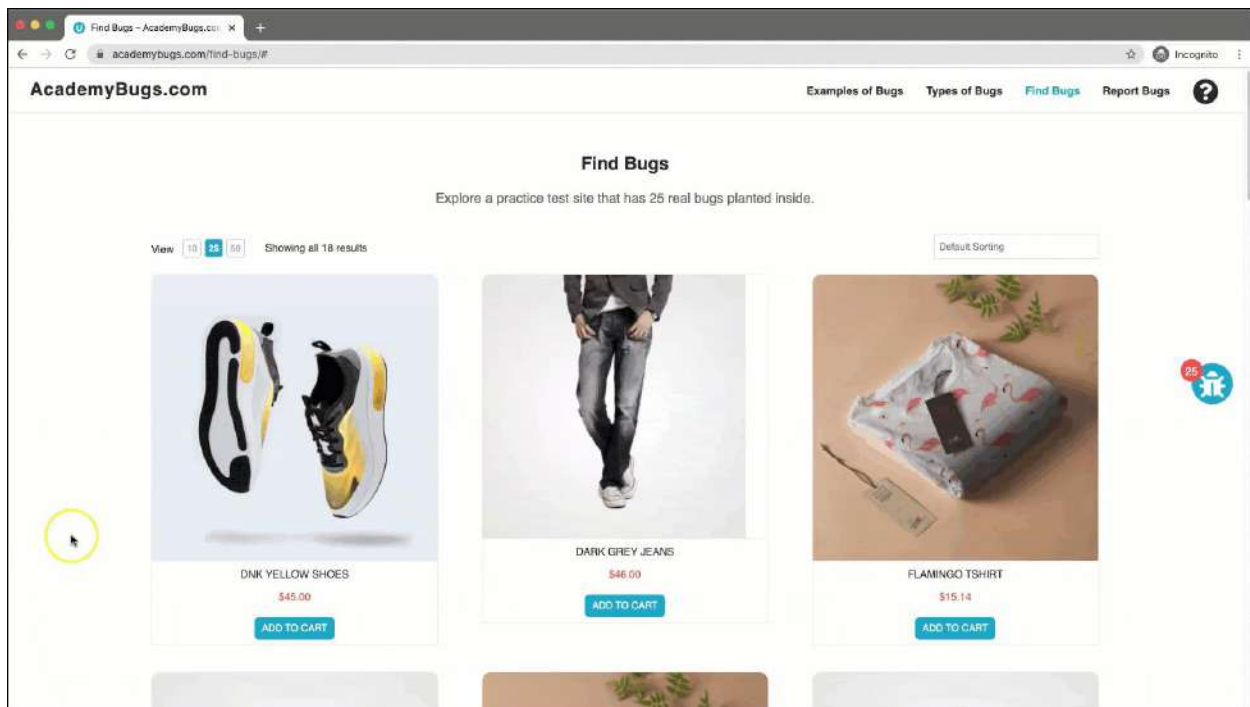 Find Bugs – AcademyBugs.com
academybugs.com/find-bugs/#
Incognito
AcademyBugs.com
Examples of Bugs Types of Bugs Find Bugs Report Bugs
Find Bugs
Explore a practice test site that has 25 real bugs planted inside.
View 10 25 50 Showing all 18 results
Default Sorting
25
DNK YELLOW SHOES
$45.00
ADD TO CART
DARK GREY JEANS
$46.00
ADD TO CART
FLAMINGO TSHIRT
$15.14
ADD TO CART